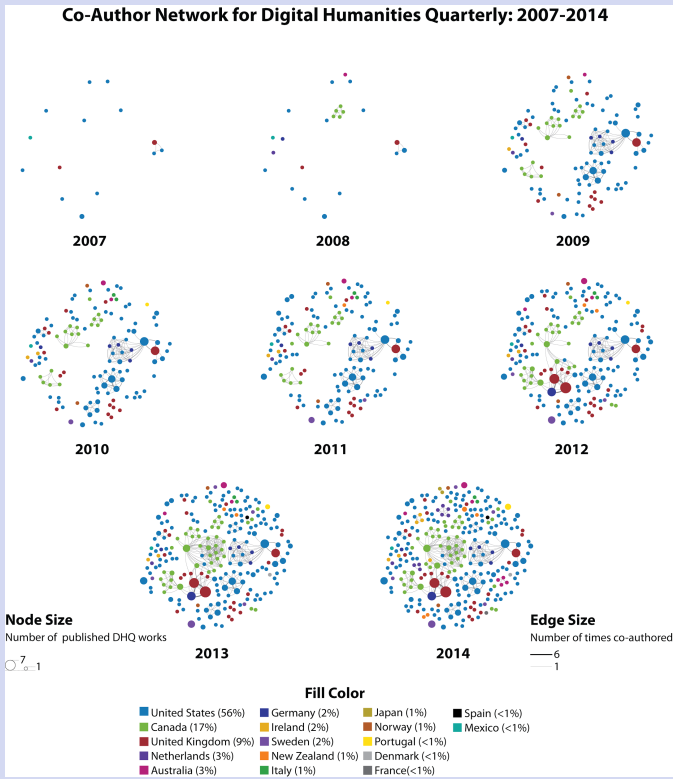 Co-Author Network for Digital Humanities Quarterly: 2007-2014
2007
2008
2009
2010
2011
2012
2013
2014
Node Size
Number of published DHQ works
7
1
Edge Size
Number of times co-authored
6
1
Fill Color
United States (56%)
Canada (17%)
United Kingdom (9%)
Netherlands (3%)
Australia (3%)
Germany (2%)
Ireland (2%)
Sweden (2%)
New Zealand (1%)
Italy (1%)
Japan (1%)
Norway (1%)
Portugal (<1%)
Denmark (<1%)
France(<1%)
Spain (<1%)
Mexico (<1%)